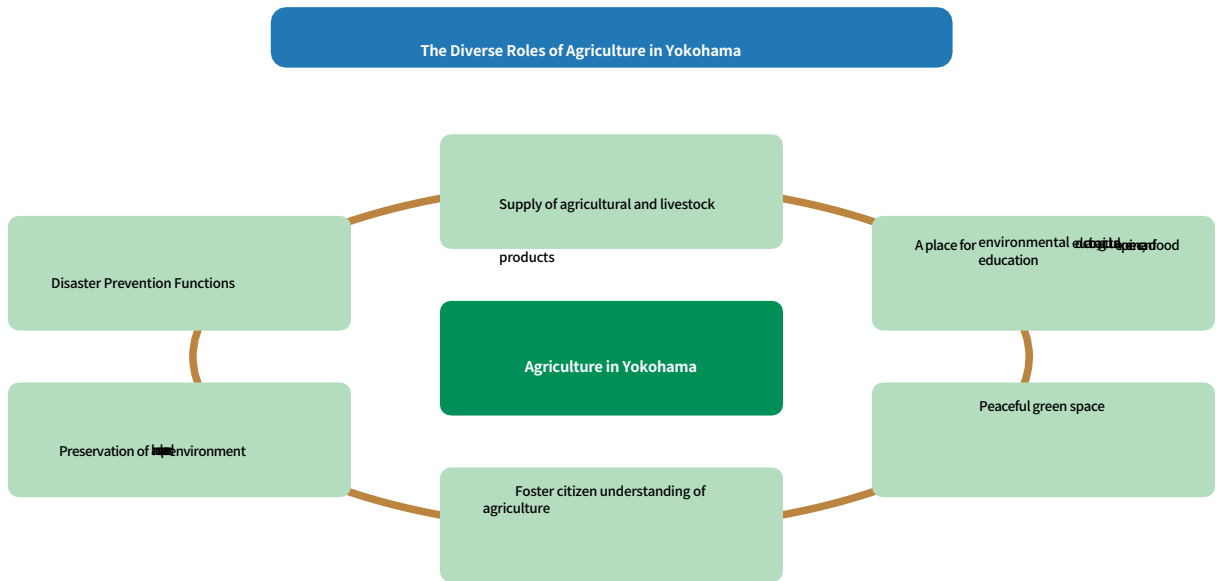 The Diverse Roles of Agriculture in Yokohama
Supply of agricultural and livestock
products
A place for environmental food
education
Disaster Prevention Functions
Agriculture in Yokohama
Peaceful green space
Preservation of environment
Foster citizen understanding of
agriculture